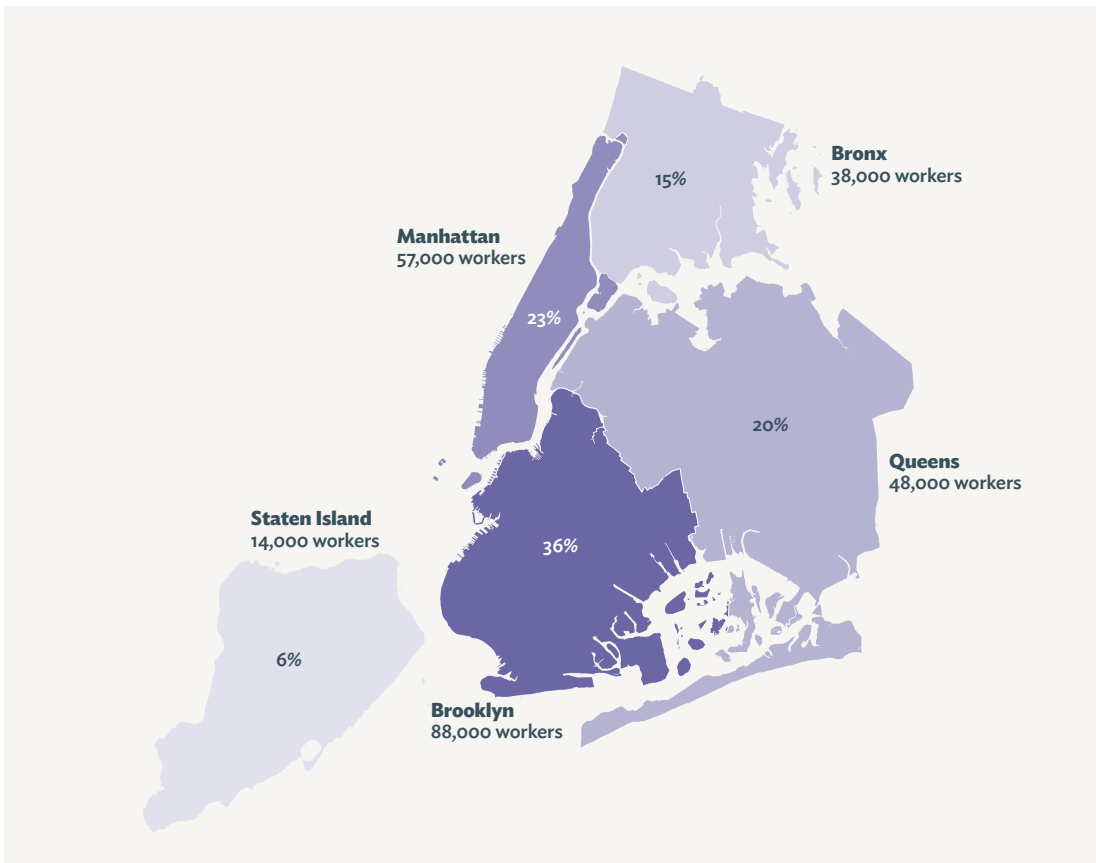 Bronx
38,000 workers
15%
Manhattan
57,000 workers
23%
20%
Queens
48,000 workers
Staten Island
14,000 workers
36%
6%
Brooklyn
88,000 workers